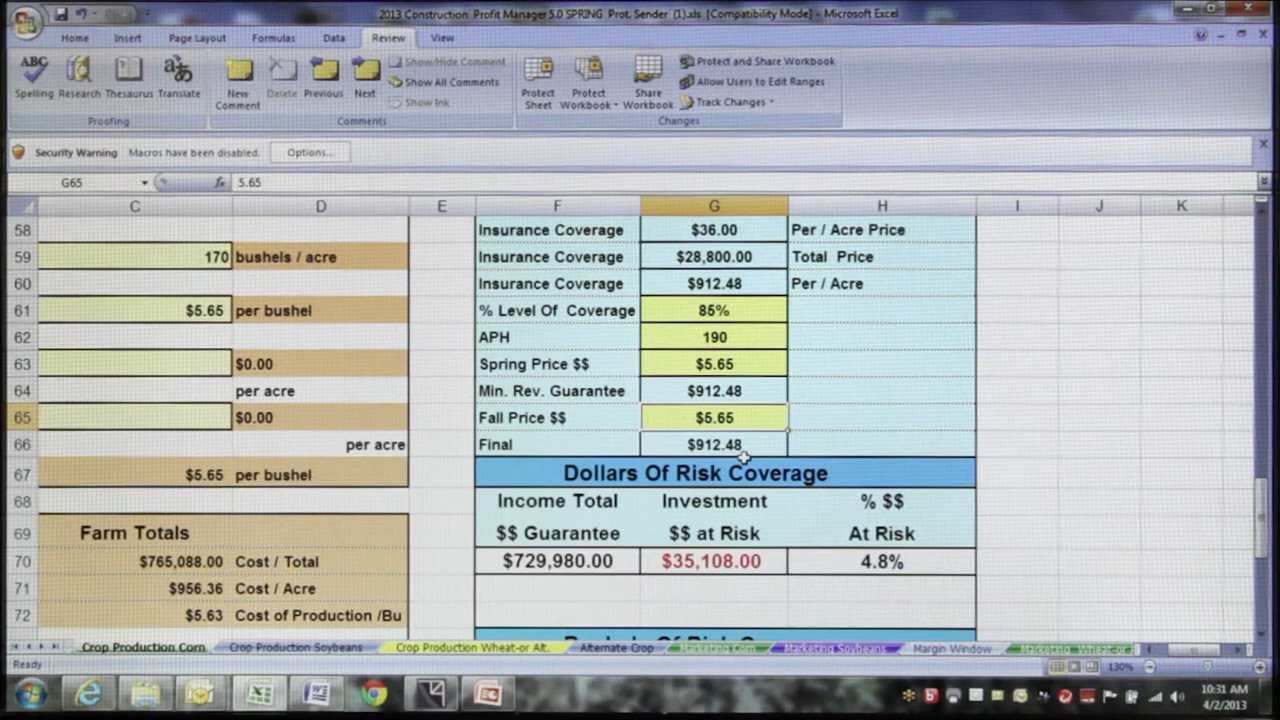 2013 Construction Profit Manager 5.0 SPRING Prot. Sender (1).xls [Compatibility Mode] - Microsoft Excel
Home Insert Page Layout Formulas Data Review View
ABC
Spelling Research Thesaurus Translate
Proofing
New Comment Delete Previous Next
Show/Hide Comment
Show All Comments
Show Ink
Comments
Protect Sheet Protect Workbook Share Workbook
Protect and Share Workbook
Allow Users to Edit Ranges
Track Changes
Changes
Security Warning Macros have been disabled. Options...
G65 fx 5.65
C D E F G H I J K
58 Insurance Coverage $36.00 Per / Acre Price
59 170 bushels / acre Insurance Coverage $28,800.00 Total Price
60 Insurance Coverage $912.48 Per / Acre
61 $5.65 per bushel % Level Of Coverage 85%
62 APH 190
63 $0.00 Spring Price $$ $5.65
64 per acre Min. Rev. Guarantee $912.48
65 $0.00 Fall Price $$ $5.65
66 per acre Final $912.48
67 $5.65 per bushel Dollars Of Risk Coverage
68 Income Total Investment % $$
69 Farm Totals $$ Guarantee $$ at Risk At Risk
70 $765,088.00 Cost / Total $729,980.00 $35,108.00 4.8%
71 $956.36 Cost / Acre
72 $5.63 Cost of Production /Bu
Crop Production Corn Crop Production Soybeans Crop Production Wheat-or Alt. Alternate Crop Marketing Corn Marketing Soybeans Margin Window Marketing Wheat-or
Ready 130%
10:31 AM
4/2/2013